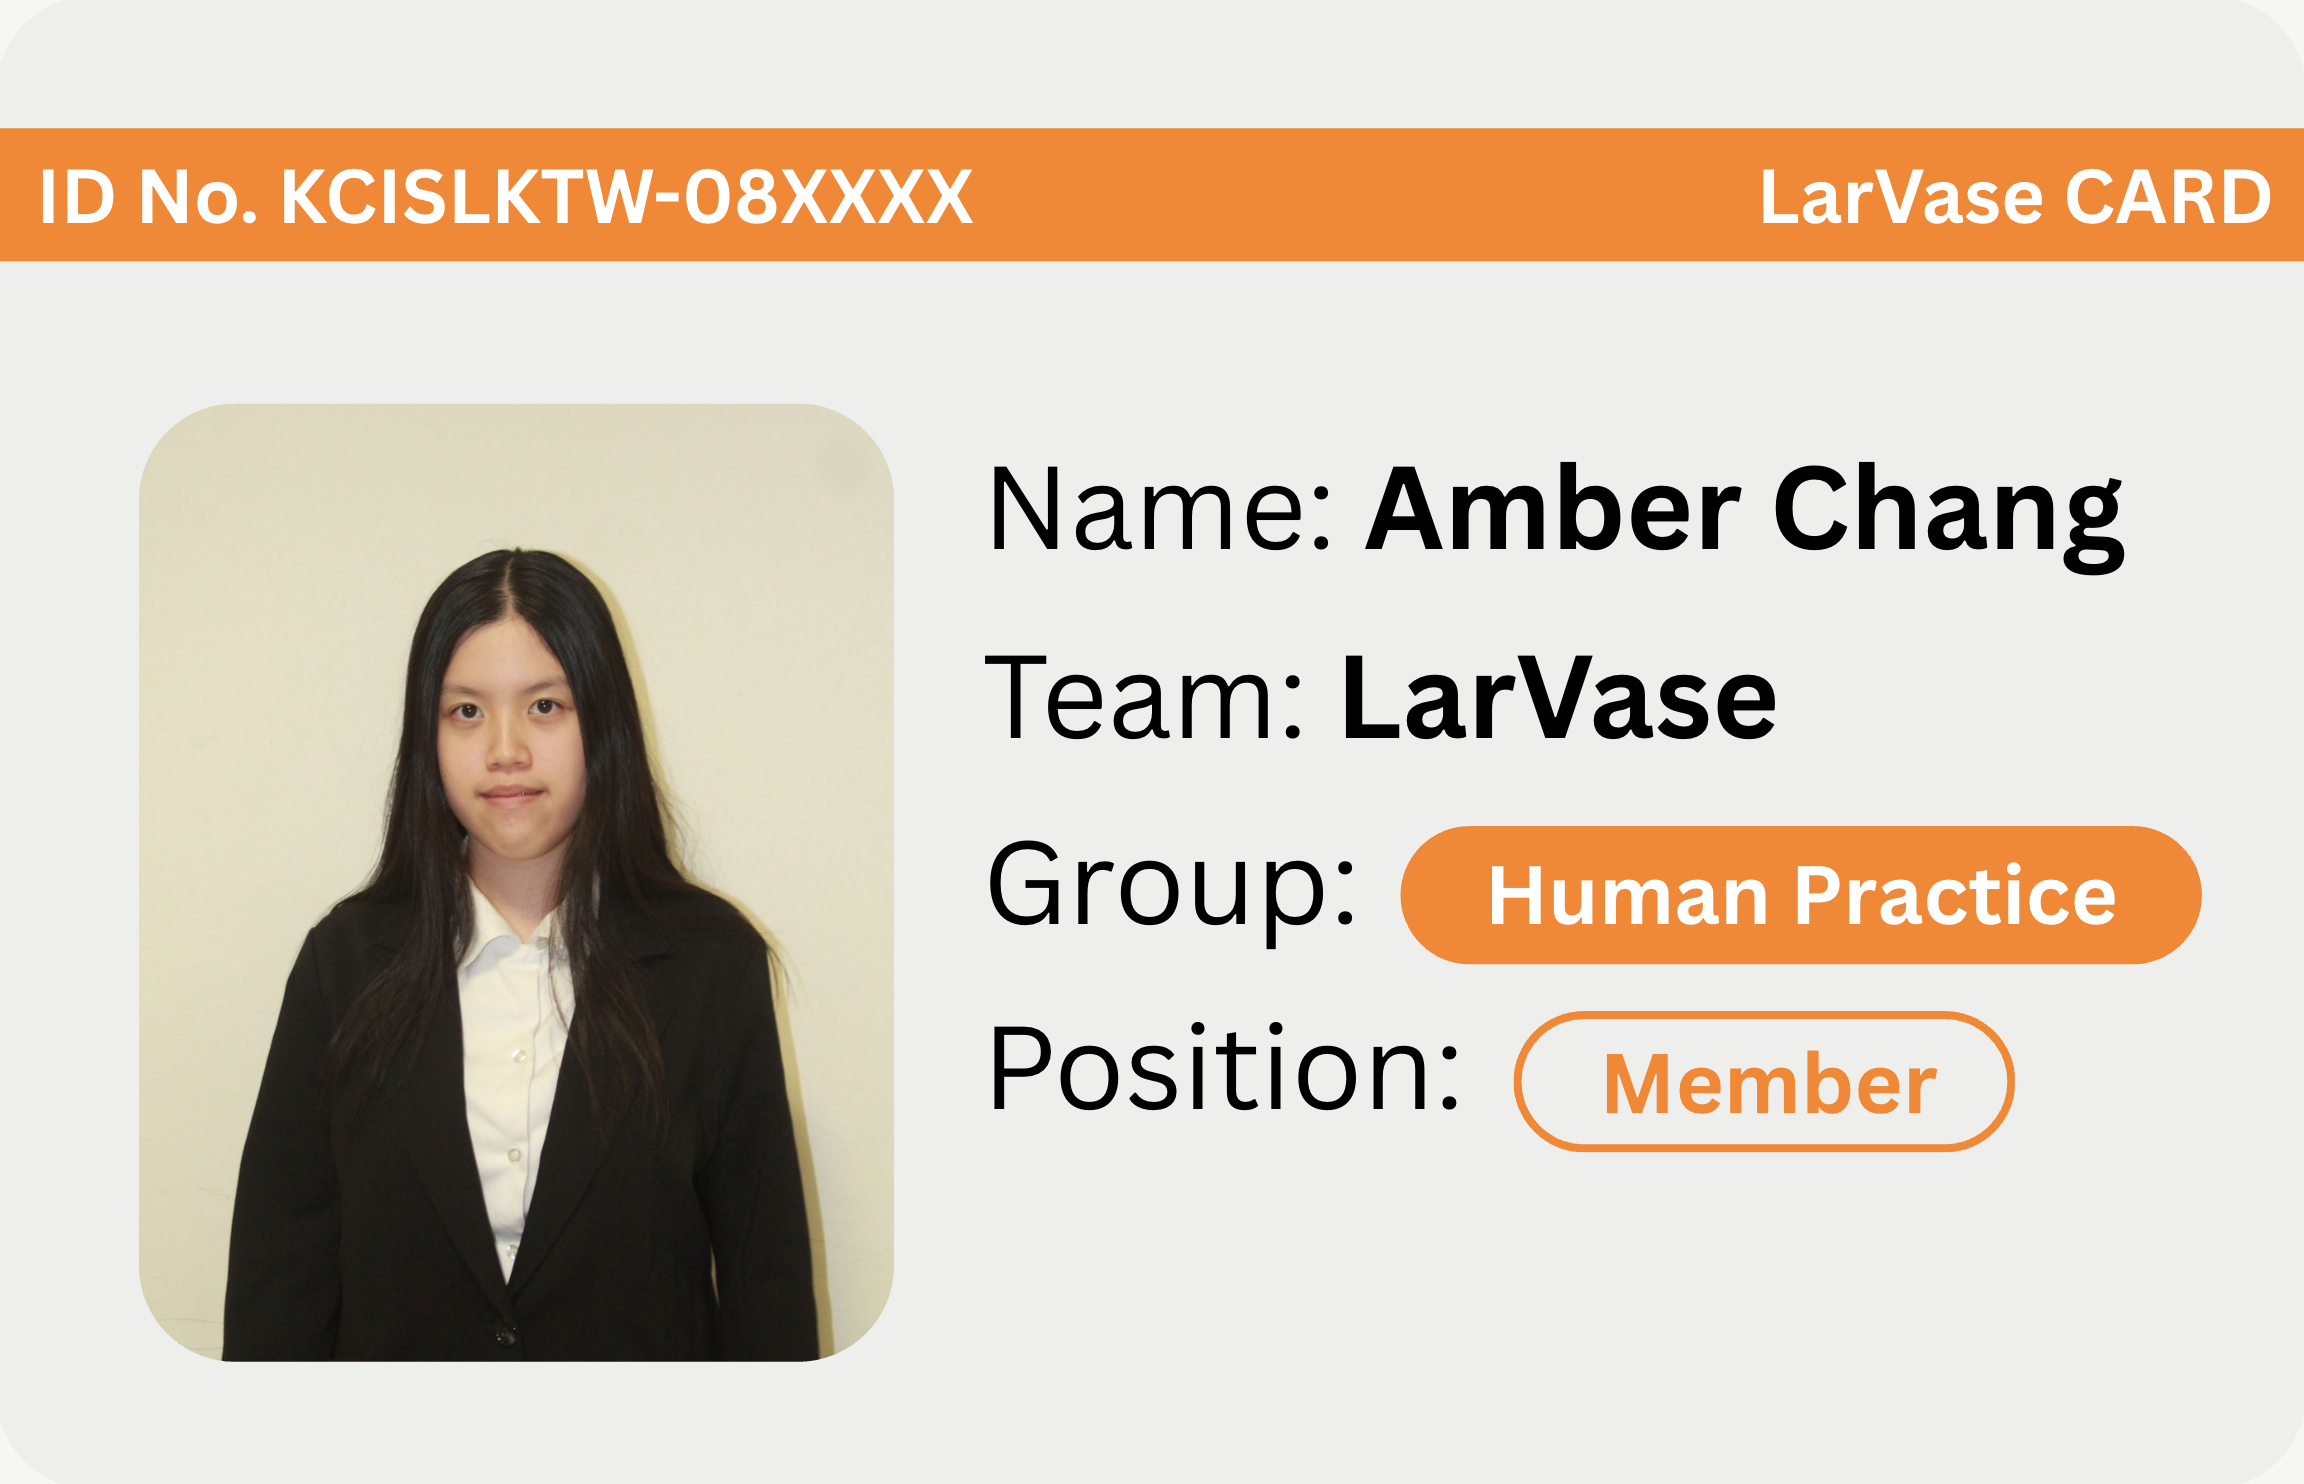 ID No. KCISLKTW-08XXXX LarVase CARD
Name: Amber Chang
Team: LarVase
Group: Human Practice
Position: Member